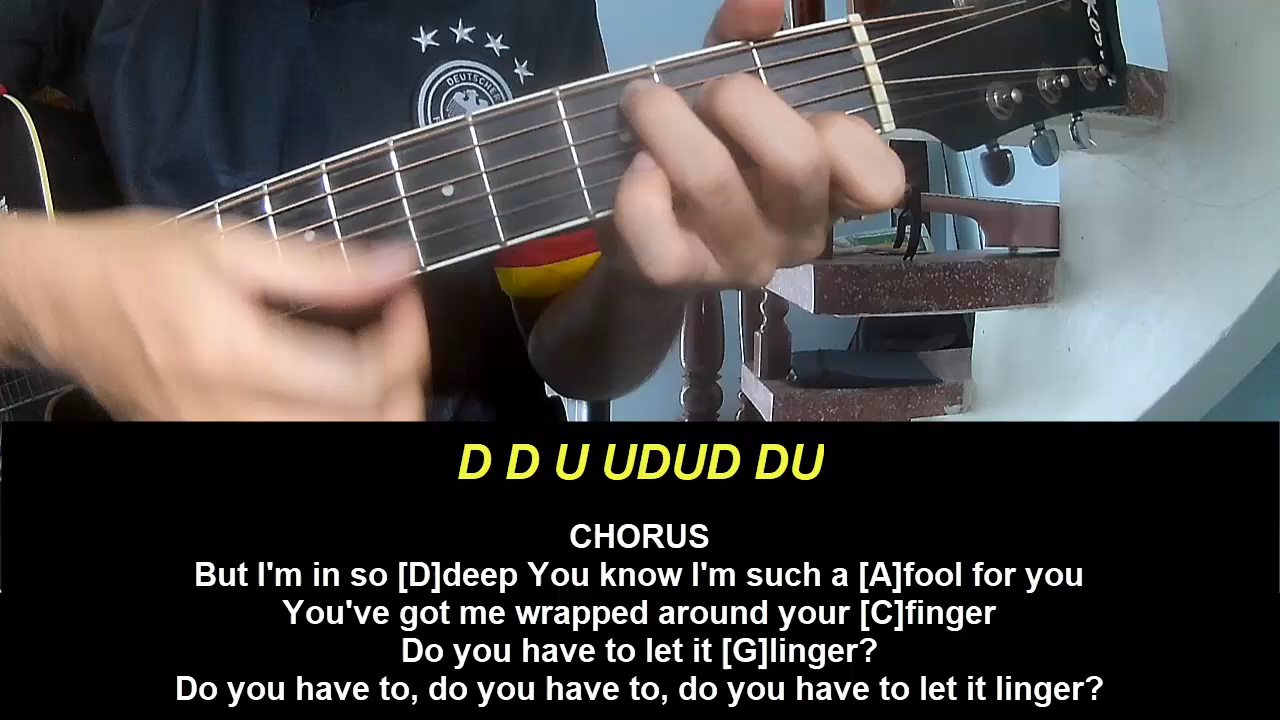 DEUTSCHER
D D U UDUD DU
CHORUS
But I'm in so [D]deep You know I'm such a [A]fool for you
You've got me wrapped around your [C]finger
Do you have to let it [G]linger?
Do you have to, do you have to, do you have to let it linger?